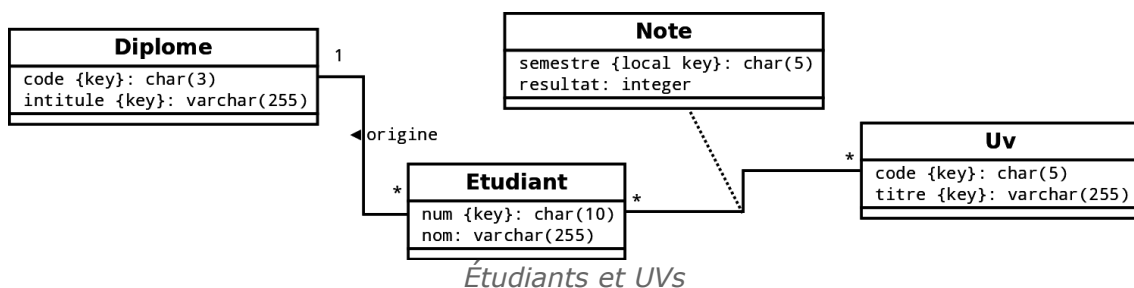 Diplome
code {key}: char(3)
intitule {key}: varchar(255)
1
origine
*
Note
semestre {local key}: char(5)
resultat: integer
Etudiant
num {key}: char(10)
nom: varchar(255)
*
*
Uv
code {key}: char(5)
titre {key}: varchar(255)
Étudiants et UVs